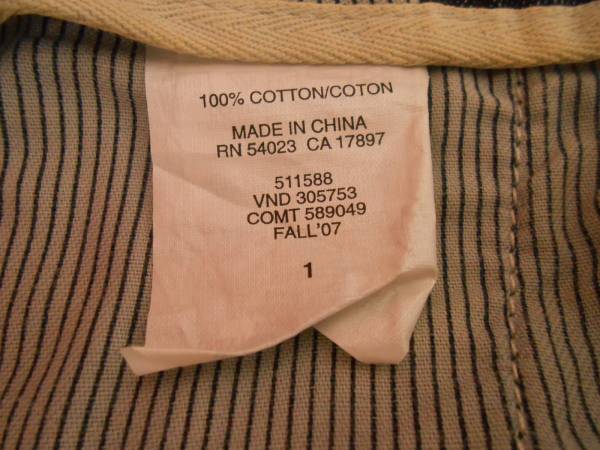 100% COTTON/COTON
MADE IN CHINA
RN 54023 CA 17897
511588
VND 305753
COMT 589049
FALL'07
1